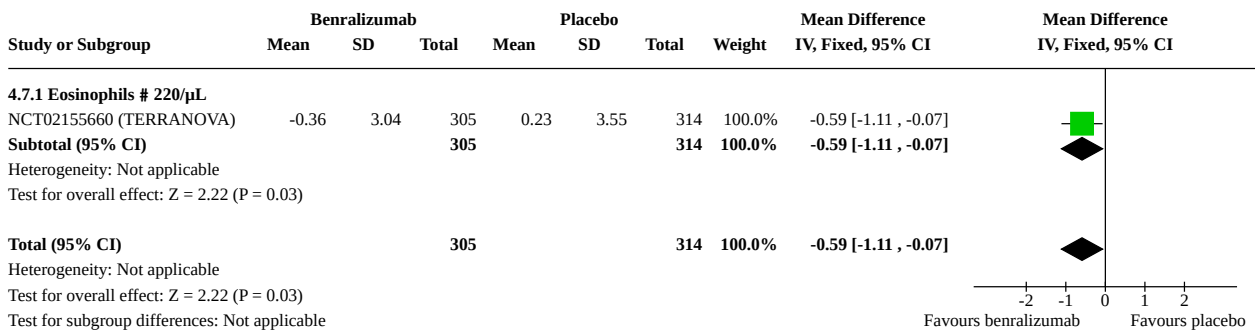 Benralizumab Placebo Mean Difference Mean Difference
Study or Subgroup Mean SD Total Mean SD Total Weight IV, Fixed, 95% CI IV, Fixed, 95% CI
4.7.1 Eosinophils # 220/µL
NCT02155660 (TERRANOVA) -0.36 3.04 305 0.23 3.55 314 100.0% -0.59 [-1.11 , -0.07]
Subtotal (95% CI) 305 314 100.0% -0.59 [-1.11 , -0.07]
Heterogeneity: Not applicable
Test for overall effect: Z = 2.22 (P = 0.03)
Total (95% CI) 305 314 100.0% -0.59 [-1.11 , -0.07]
Heterogeneity: Not applicable
Test for overall effect: Z = 2.22 (P = 0.03)
-2 -1 0 1 2
Test for subgroup differences: Not applicable Favours benralizumab Favours placebo